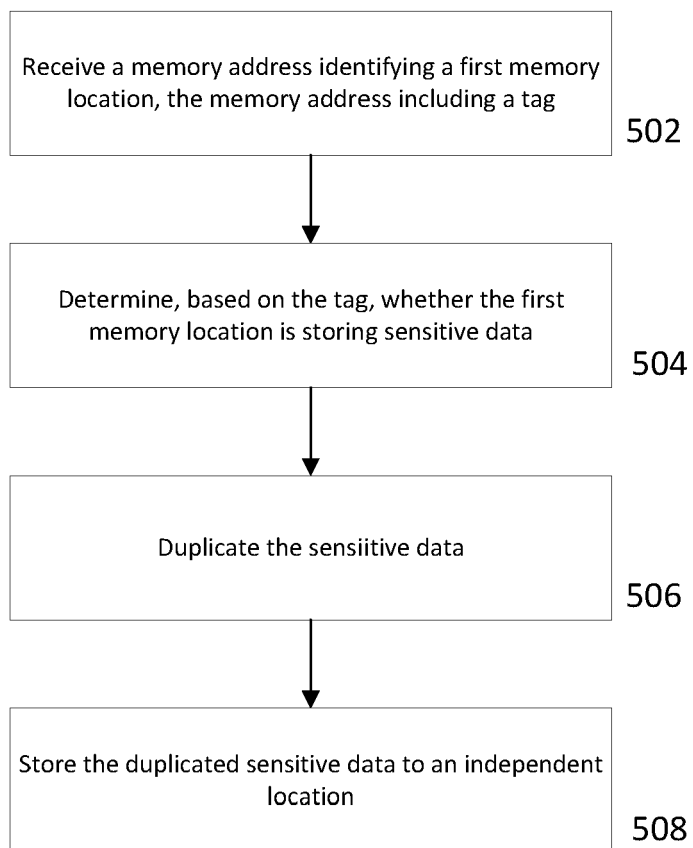 Receive a memory address identifying a first memory
location, the memory address including a tag
502
Determine, based on the tag, whether the first
memory location is storing sensitive data
504
Duplicate the sensiitive data
506
Store the duplicated sensitive data to an independent
location
508